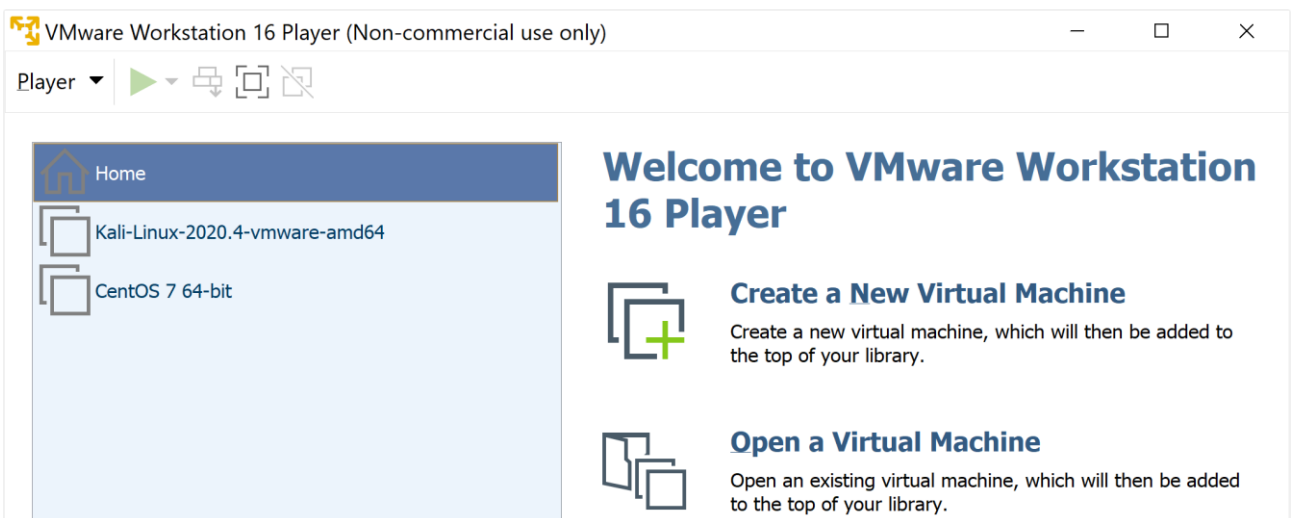 VMware Workstation 16 Player (Non-commercial use only)
Player
Home
Kali-Linux-2020.4-vmware-amd64
CentOS 7 64-bit
Welcome to VMware Workstation
16 Player
Create a New Virtual Machine
Create a new virtual machine, which will then be added to
the top of your library.
Open a Virtual Machine
Open an existing virtual machine, which will then be added
to the top of your library.